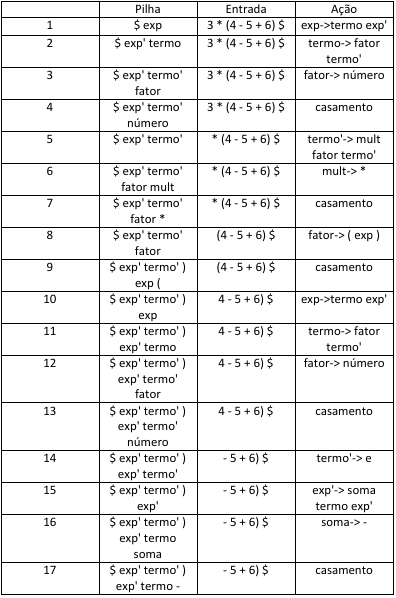 Pilha Entrada Ação
1 $ exp 3 * (4 - 5 + 6) $ exp->termo exp'
2 $ exp' termo 3 * (4 - 5 + 6) $ termo-> fator
termo'
3 $ exp' termo' 3 * (4 - 5 + 6) $ fator-> número
fator
4 $ exp' termo' 3 * (4 - 5 + 6) $ casamento
número
5 $ exp' termo' * (4 - 5 + 6) $ termo'-> mult
fator termo'
6 $ exp' termo' * (4 - 5 + 6) $ mult-> *
fator mult
7 $ exp' termo' * (4 - 5 + 6) $ casamento
fator *
8 $ exp' termo' (4 - 5 + 6) $ fator-> ( exp )
fator
9 $ exp' termo' ) (4 - 5 + 6) $ casamento
exp (
10 $ exp' termo' ) 4 - 5 + 6) $ exp->termo exp'
exp
11 $ exp' termo' ) 4 - 5 + 6) $ termo-> fator
exp' termo termo'
12 $ exp' termo' ) 4 - 5 + 6) $ fator-> número
exp' termo'
fator
13 $ exp' termo' ) 4 - 5 + 6) $ casamento
exp' termo'
número
14 $ exp' termo' ) - 5 + 6) $ termo'-> e
exp' termo'
15 $ exp' termo' ) - 5 + 6) $ exp'-> soma
exp' termo exp'
16 $ exp' termo' ) - 5 + 6) $ soma-> -
exp' termo
soma
17 $ exp' termo' ) - 5 + 6) $ casamento
exp' termo -